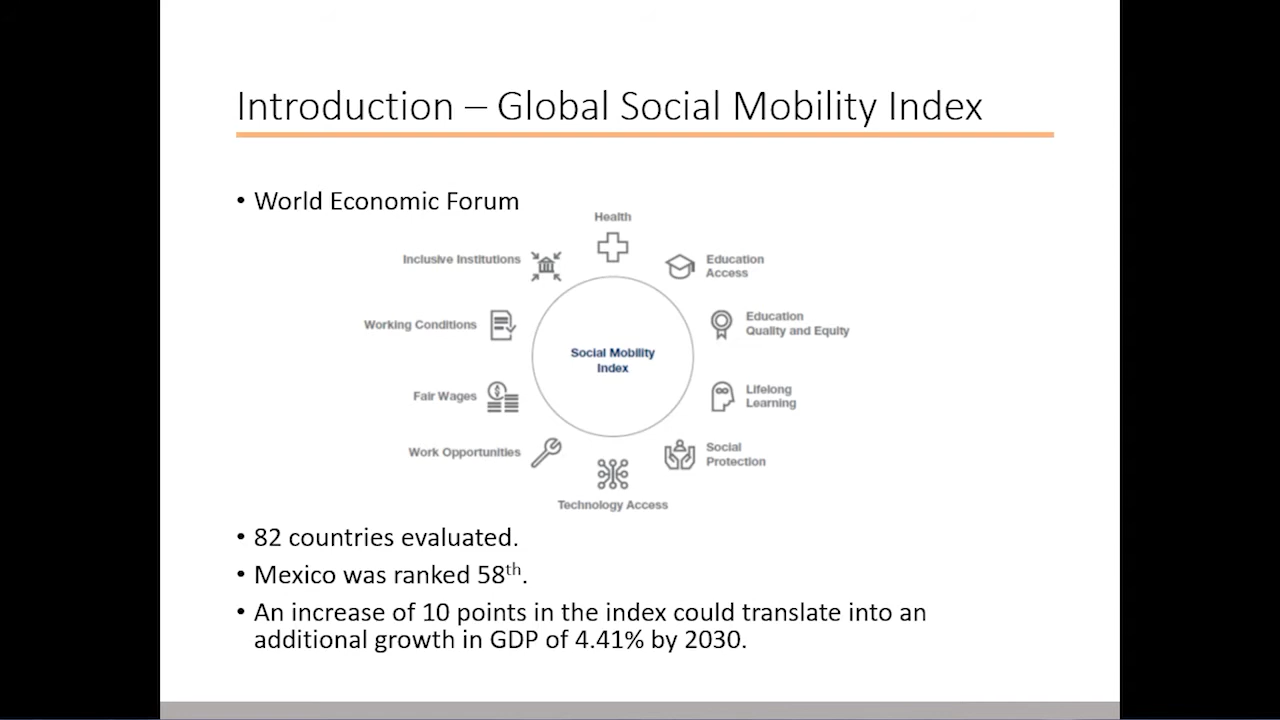 Introduction – Global Social Mobility Index
• World Economic Forum
Health
Inclusive Institutions
Education
Access
Working Conditions
Education
Quality and Equity
Social Mobility
Index
Fair Wages
Lifelong
Learning
Work Opportunities
Social
Protection
Technology Access
• 82 countries evaluated.
• Mexico was ranked 58th.
• An increase of 10 points in the index could translate into an
additional growth in GDP of 4.41% by 2030.